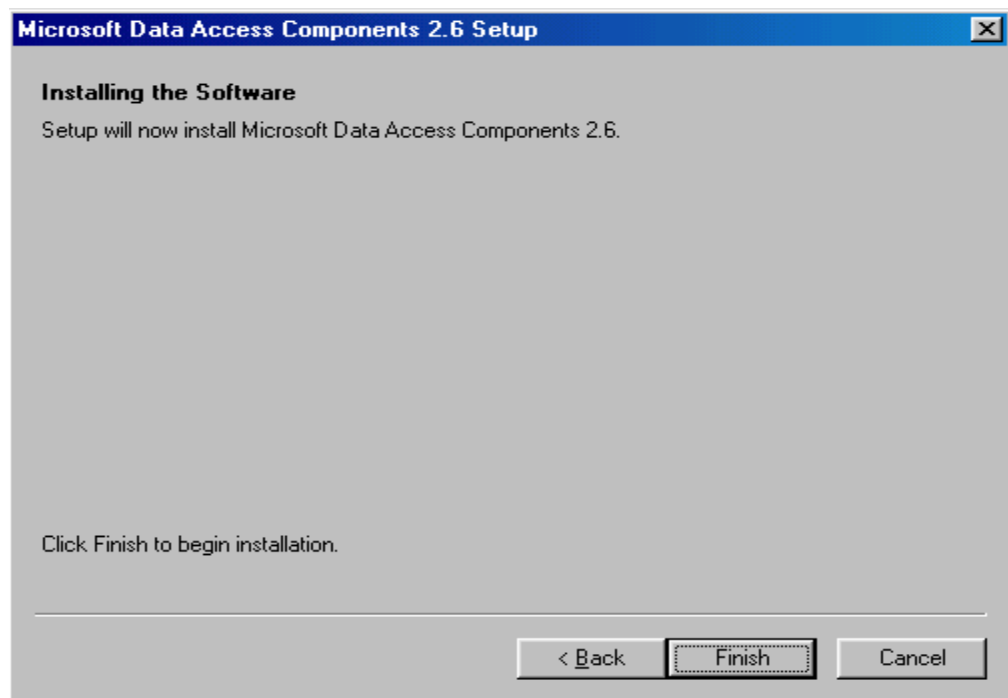 Microsoft Data Access Components 2.6 Setup
Installing the Software
Setup will now install Microsoft Data Access Components 2.6.
Click Finish to begin installation.
< Back Finish Cancel